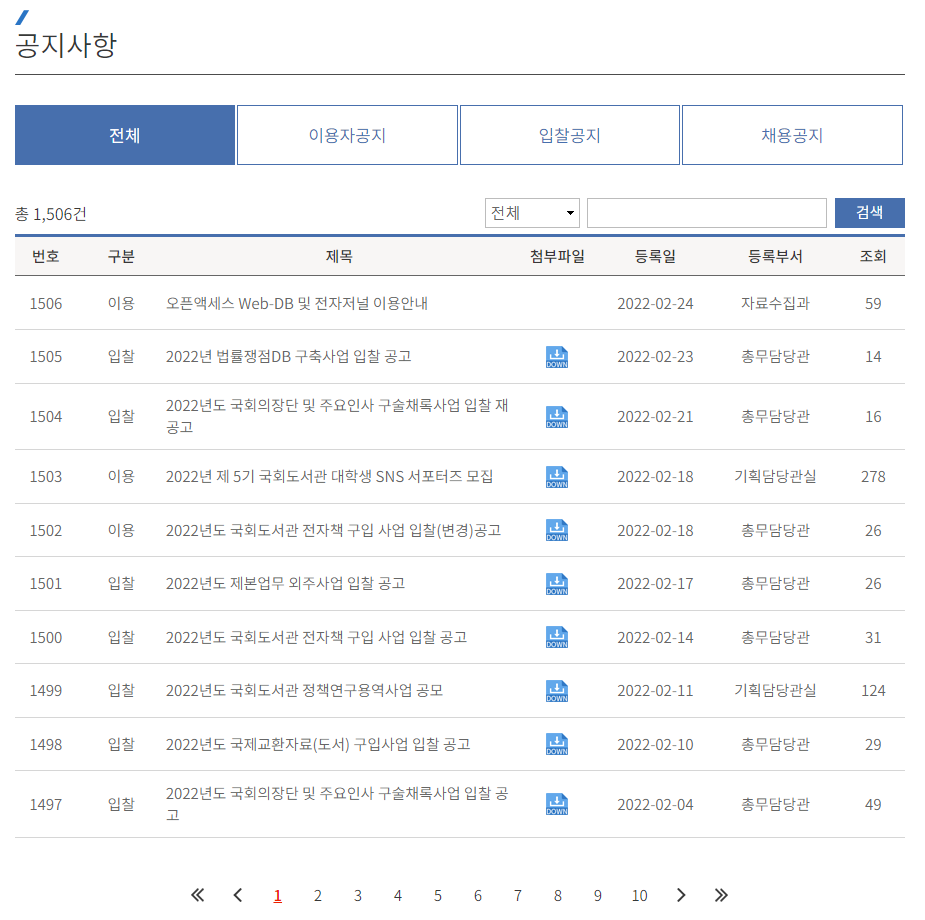 공지사항
전체 이용자공지 입찰공지 채용공지
총 1,506건 전체 검색
번호 구분 제목 첨부파일 등록일 등록부서 조회
1506 이용 오픈액세스 Web-DB 및 전자저널 이용안내 2022-02-24 자료수집과 59
1505 입찰 2022년 법률쟁점DB 구축사업 입찰 공고 DOWN 2022-02-23 총무담당관 14
1504 입찰 2022년도 국회의장단 및 주요인사 구술채록사업 입찰 재
공고 DOWN 2022-02-21 총무담당관 16
1503 이용 2022년 제 5기 국회도서관 대학생 SNS 서포터즈 모집 DOWN 2022-02-18 기획담당관실 278
1502 이용 2022년도 국회도서관 전자책 구입 사업 입찰(변경)공고 DOWN 2022-02-18 총무담당관 26
1501 입찰 2022년도 제본업무 외주사업 입찰 공고 DOWN 2022-02-17 총무담당관 26
1500 입찰 2022년도 국회도서관 전자책 구입 사업 입찰 공고 DOWN 2022-02-14 총무담당관 31
1499 입찰 2022년도 국회도서관 정책연구용역사업 공모 DOWN 2022-02-11 기획담당관실 124
1498 입찰 2022년도 국제교환자료(도서) 구입사업 입찰 공고 DOWN 2022-02-10 총무담당관 29
1497 입찰 2022년도 국회의장단 및 주요인사 구술채록사업 입찰 공
고 DOWN 2022-02-04 총무담당관 49
1 2 3 4 5 6 7 8 9 10